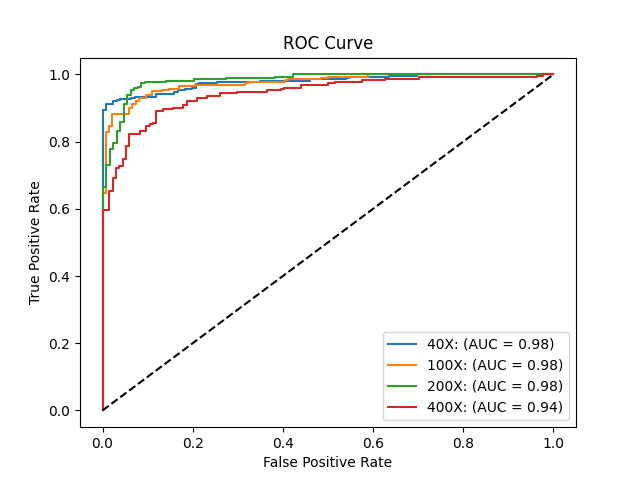 ROC Curve
1.0
0.8
0.6
0.4
0.2
0.0
True Positive Rate
0.0 0.2 0.4 0.6 0.8 1.0
False Positive Rate
40X: (AUC = 0.98)
100X: (AUC = 0.98)
200X: (AUC = 0.98)
400X: (AUC = 0.94)